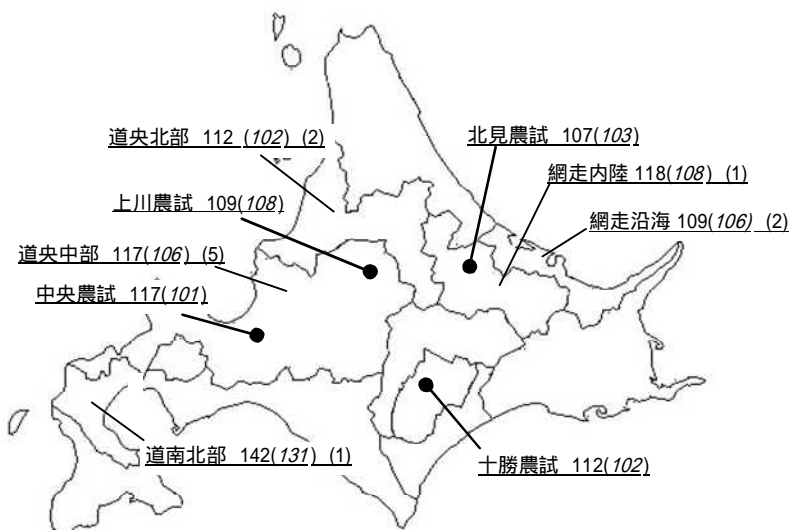 道央北部 112 (102) (2)
北見農試 107(103)
網走内陸 118(108) (1)
上川農試 109(108)
網走沿海 109(106) (2)
道央中部 117(106) (5)
中央農試 117(101)
道南北部 142(131) (1)
十勝農試 112(102)